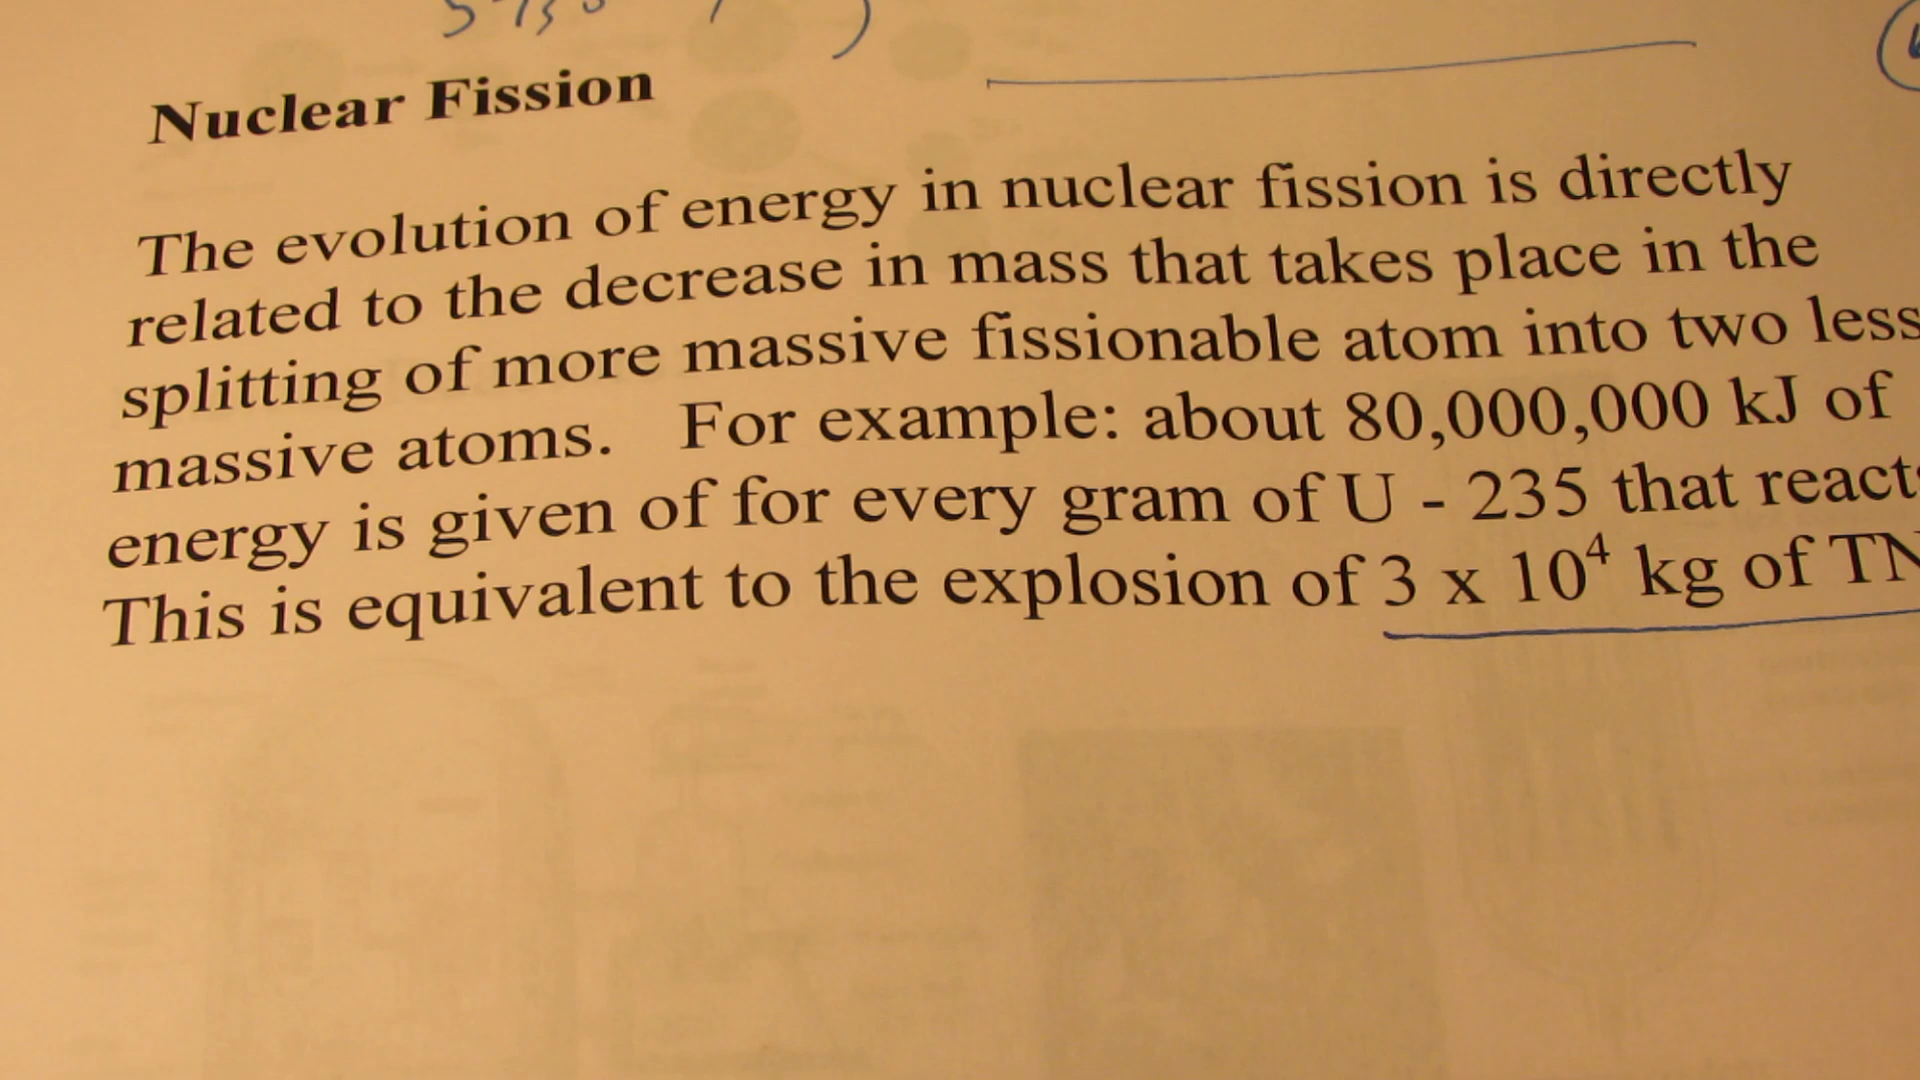 Nuclear Fission
The evolution of energy in nuclear fission is directly
related to the decrease in mass that takes place in the
splitting of more massive fissionable atom into two less
massive atoms. For example: about 80,000,000 kJ of
energy is given of for every gram of U - 235 that reacts
This is equivalent to the explosion of 3 x 10⁴ kg of